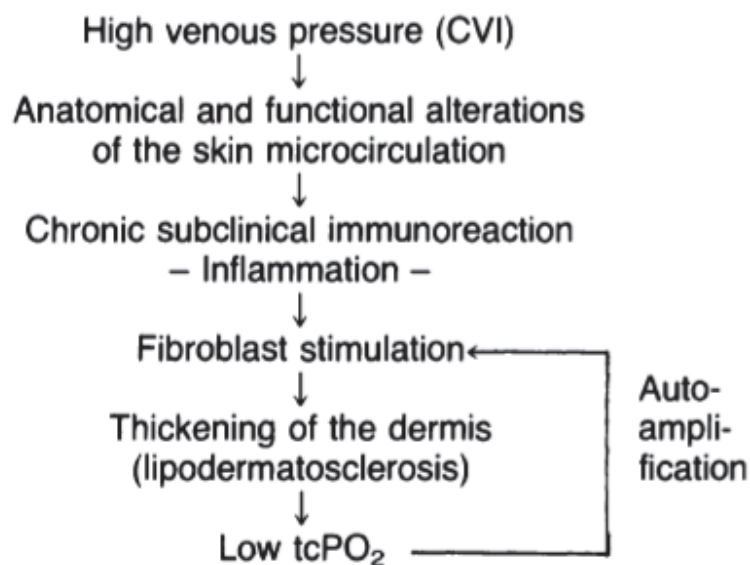 High venous pressure (CVI)
Anatomical and functional alterations
of the skin microcirculation
Chronic subclinical immunoreaction
– Inflammation –
Fibroblast stimulation
Auto-
ampli-
fication
Thickening of the dermis
(lipodermatosclerosis)
Low tcPO₂